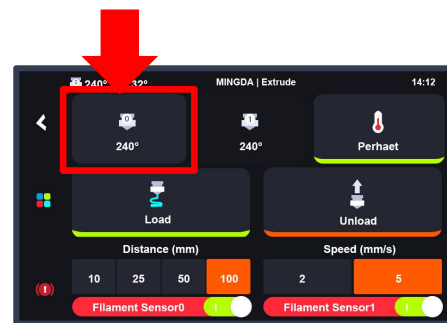 240° 32° MINGDA | Extrude 14:12
0 1
240° 240° Perhaet
Load Unload
Distance (mm) Speed (mm/s)
10 25 50 100 2 5
Filament Sensor0 Filament Sensor1